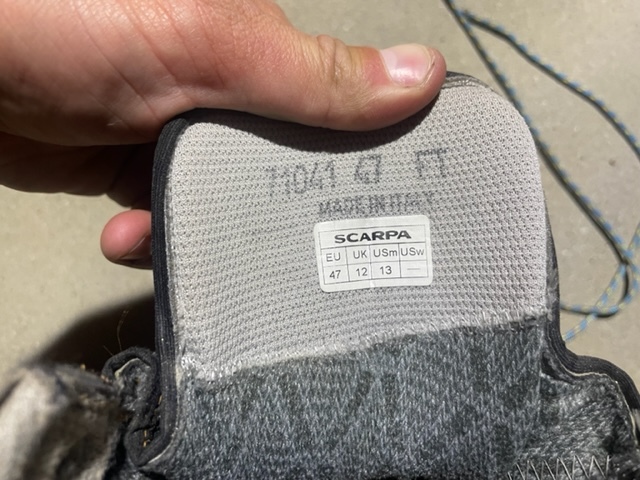 71041 47 FT
MADE IN ITALY
SCARPA
EU UK USm USw
47 12 13 —